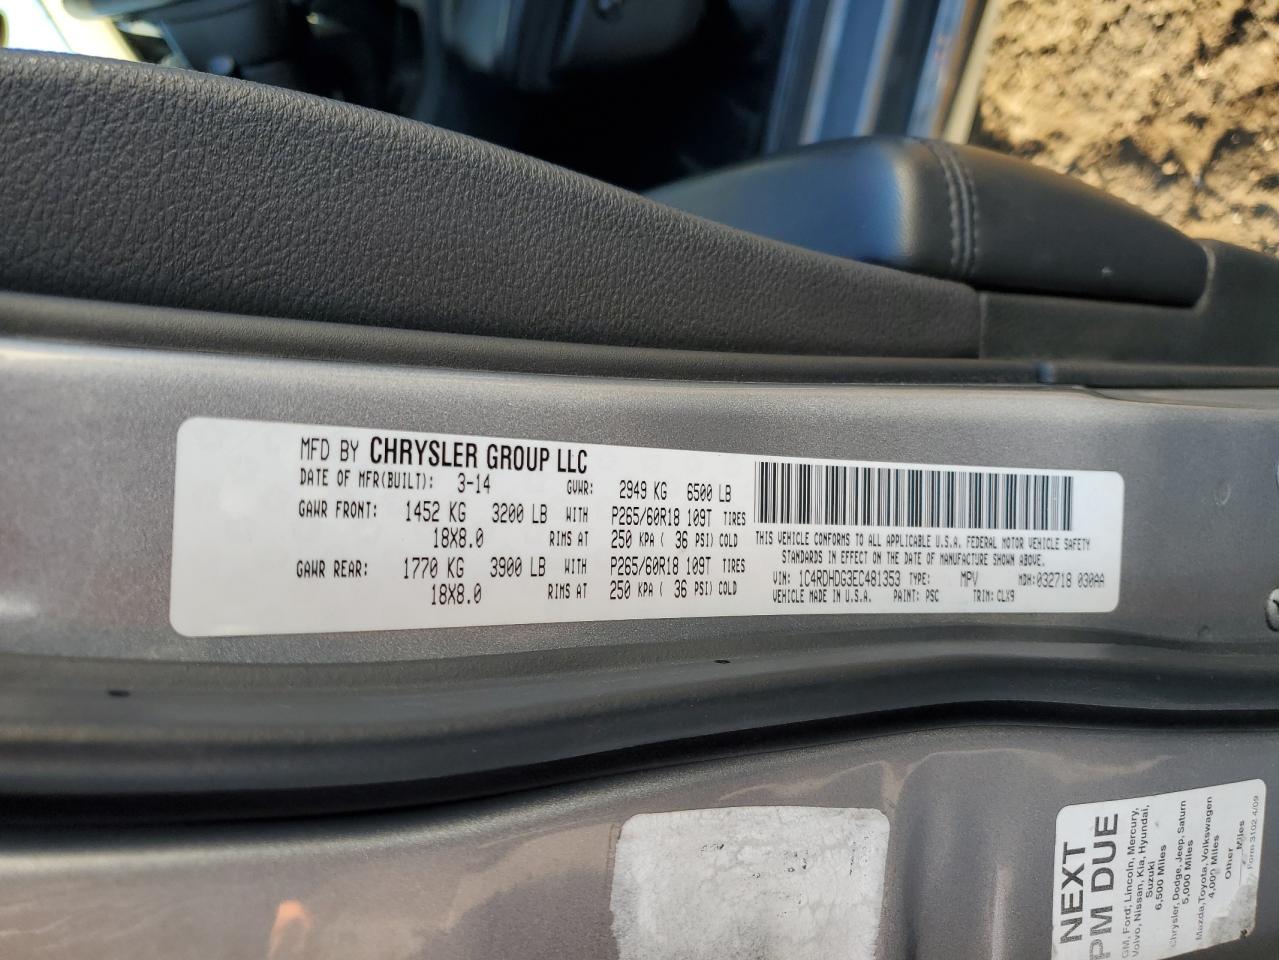 MFD BY CHRYSLER GROUP LLC
DATE OF MFR(BUILT): 3-14 GVWR: 2949 KG 6500 LB
GAWR FRONT: 1452 KG 3200 LB WITH P265/60R18 109T TIRES
18X8.0 RIMS AT 250 KPA ( 36 PSI) COLD
GAWR REAR: 1770 KG 3900 LB WITH P265/60R18 109T TIRES
18X8.0 RIMS AT 250 KPA ( 36 PSI) COLD
THIS VEHICLE CONFORMS TO ALL APPLICABLE U.S.A. FEDERAL MOTOR VEHICLE SAFETY
STANDARDS IN EFFECT ON THE DATE OF MANUFACTURE SHOWN ABOVE.
VIN: 1C4RDHDG3EC481353 TYPE: MPV MDH:032718 030AA
VEHICLE MADE IN U.S.A. PAINT: PSC TRIM: CLX9
NEXT
PM DUE
GM, Ford, Lincoln, Mercury,
Volvo, Nissan, Kia, Hyundai,
Suzuki
6,500 Miles
Chrysler, Dodge, Jeep, Saturn
5,000 Miles
Mazda, Toyota, Volkswagen
4,000 Miles
Other
Miles
Form 3102 4/09